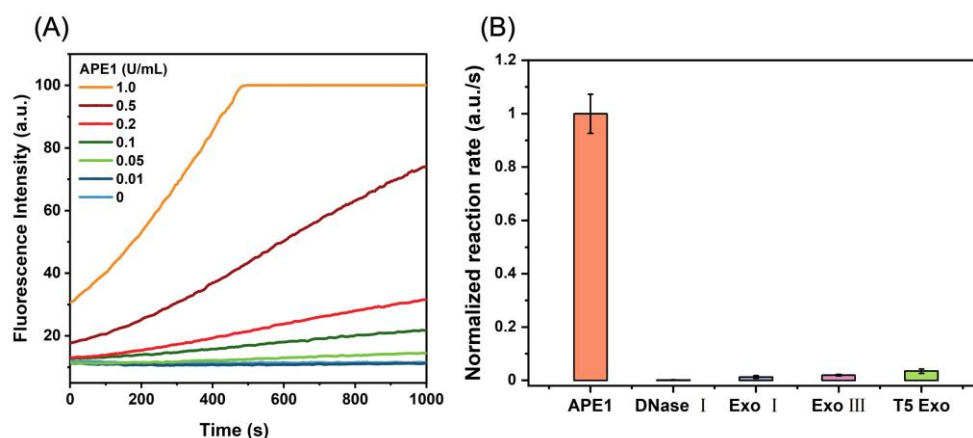 (A)
Fluorescence Intensity (a.u.)
100
80
60
40
20
APE1 (U/mL)
1.0
0.5
0.2
0.1
0.05
0.01
0
0 200 400 600 800 1000
Time (s)
(B)
Normalized reaction rate (a.u./s)
1.2
1
0.8
0.6
0.4
0.2
0
APE1 DNase Ⅰ Exo Ⅰ Exo Ⅲ T5 Exo